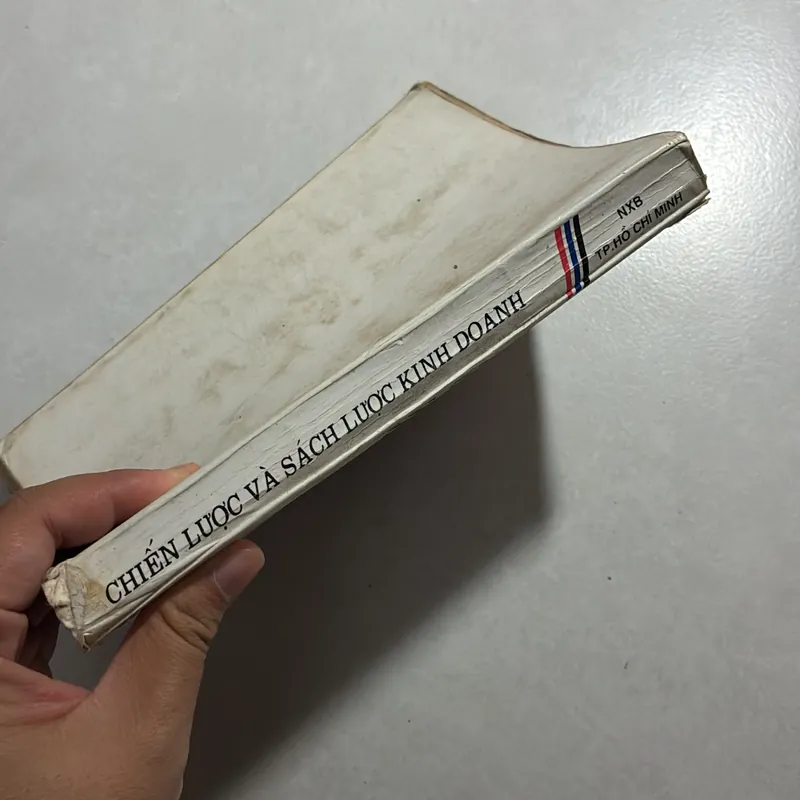 CHIẾN LƯỢC VÀ SÁCH LƯỢC KINH DOANH
NXB
TP.HỒ CHÍ MINH